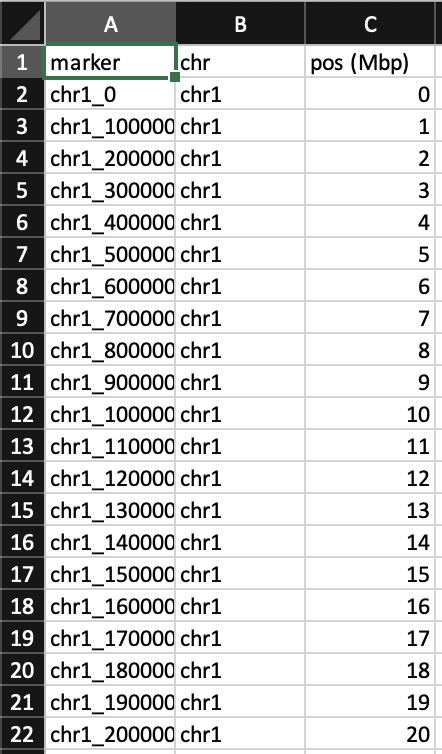 A B C
1 marker chr pos (Mbp)
2 chr1_0 chr1 0
3 chr1_100000 chr1 1
4 chr1_200000 chr1 2
5 chr1_300000 chr1 3
6 chr1_400000 chr1 4
7 chr1_500000 chr1 5
8 chr1_600000 chr1 6
9 chr1_700000 chr1 7
10 chr1_800000 chr1 8
11 chr1_900000 chr1 9
12 chr1_100000 chr1 10
13 chr1_110000 chr1 11
14 chr1_120000 chr1 12
15 chr1_130000 chr1 13
16 chr1_140000 chr1 14
17 chr1_150000 chr1 15
18 chr1_160000 chr1 16
19 chr1_170000 chr1 17
20 chr1_180000 chr1 18
21 chr1_190000 chr1 19
22 chr1_200000 chr1 20